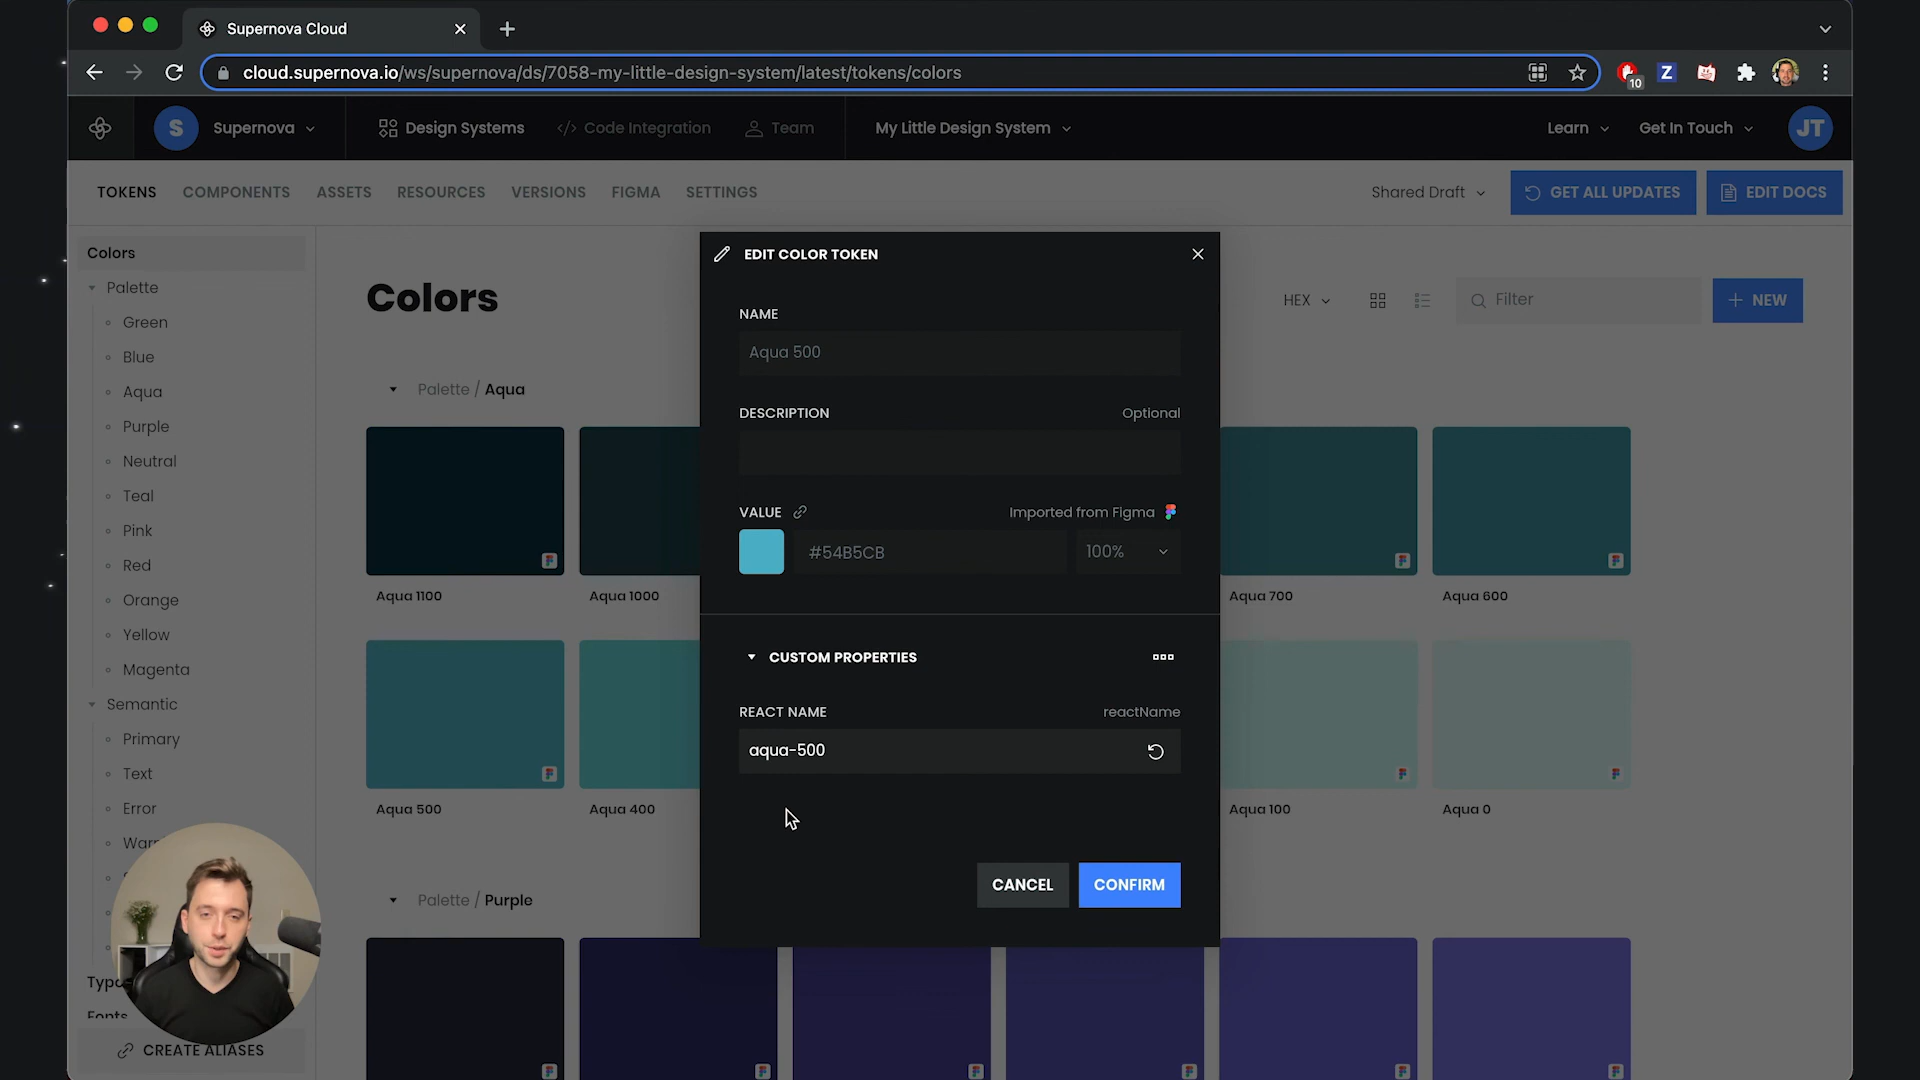 Supernova Cloud
cloud.supernova.io/ws/supernova/ds/7058-my-little-design-system/latest/tokens/colors
10
Z
S
Supernova
Design Systems
</> Code Integration
Team
My Little Design System
Learn
Get In Touch
JT
TOKENS
COMPONENTS
ASSETS
RESOURCES
VERSIONS
FIGMA
SETTINGS
Shared Draft
GET ALL UPDATES
EDIT DOCS
Colors
Palette
Green
Blue
Aqua
Purple
Neutral
Teal
Pink
Red
Orange
Yellow
Magenta
Semantic
Primary
Text
Error
Fonts
CREATE ALIASES
Colors
HEX
Filter
NEW
Palette / Aqua
Aqua 1100
Aqua 1000
Aqua 700
Aqua 600
Aqua 500
Aqua 400
Aqua 100
Aqua 0
Palette / Purple
EDIT COLOR TOKEN
NAME
Aqua 500
DESCRIPTION
Optional
VALUE
Imported from Figma
#54B5CB
100%
CUSTOM PROPERTIES
REACT NAME
reactName
aqua-500
CANCEL
CONFIRM